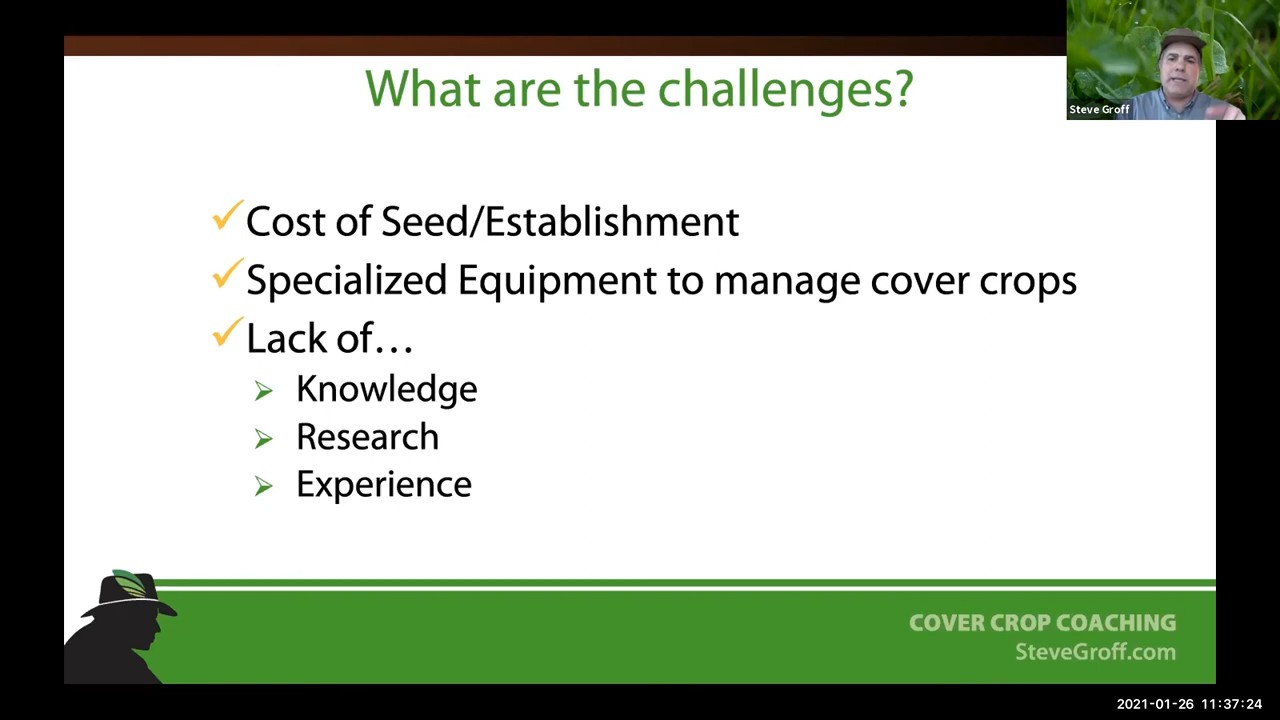 What are the challenges?
Steve Groff
Cost of Seed/Establishment
Specialized Equipment to manage cover crops
Lack of…
Knowledge
Research
Experience
COVER CROP COACHING
SteveGroff.com
2021-01-26 11:37:24